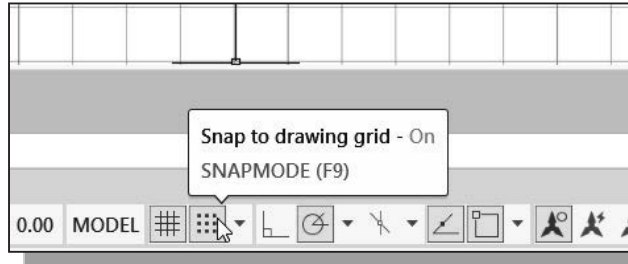 Snap to drawing grid - On
SNAPMODE (F9)
0.00 MODEL